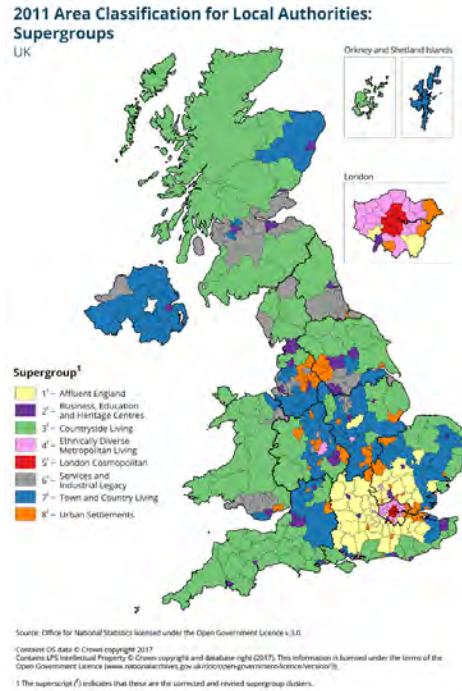 2011 Area Classification for Local Authorities:
Supergroups
UK
Orkney and Shetland Islands
London
Supergroup¹
1ʳ – Affluent England
2ʳ – Business, Education
and Heritage Centres
3ʳ – Countryside Living
4ʳ – Ethnically Diverse
Metropolitan Living
5ʳ – London Cosmopolitan
6ʳ – Services and
Industrial Legacy
7ʳ – Town and Country Living
8ʳ – Urban Settlements
Source: Office for National Statistics licensed under the Open Government Licence v.3.0.
Contains OS data © Crown copyright 2017
Contains LPS Intellectual Property © Crown copyright and database right (2017). This information is licensed under the terms of the
Open Government Licence (www.nationalarchives.gov.uk/doc/open-government-licence/version/3).
1 The superscript (ʳ) indicates that these are the corrected and revised supergroup clusters.